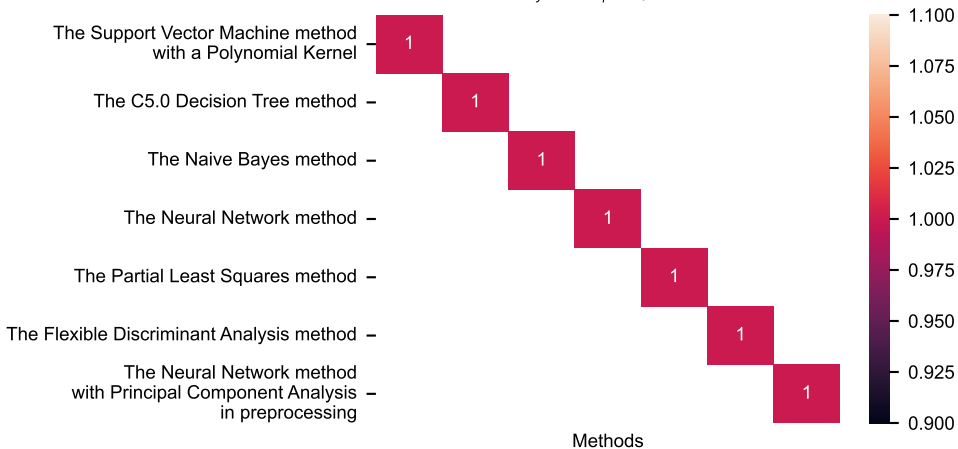 The Support Vector Machine method
with a Polynomial Kernel
The C5.0 Decision Tree method
The Naive Bayes method
The Neural Network method
The Partial Least Squares method
The Flexible Discriminant Analysis method
The Neural Network method
with Principal Component Analysis
in preprocessing
1
1
1
1
1
1
1
Methods
1.100
1.075
1.050
1.025
1.000
0.975
0.950
0.925
0.900